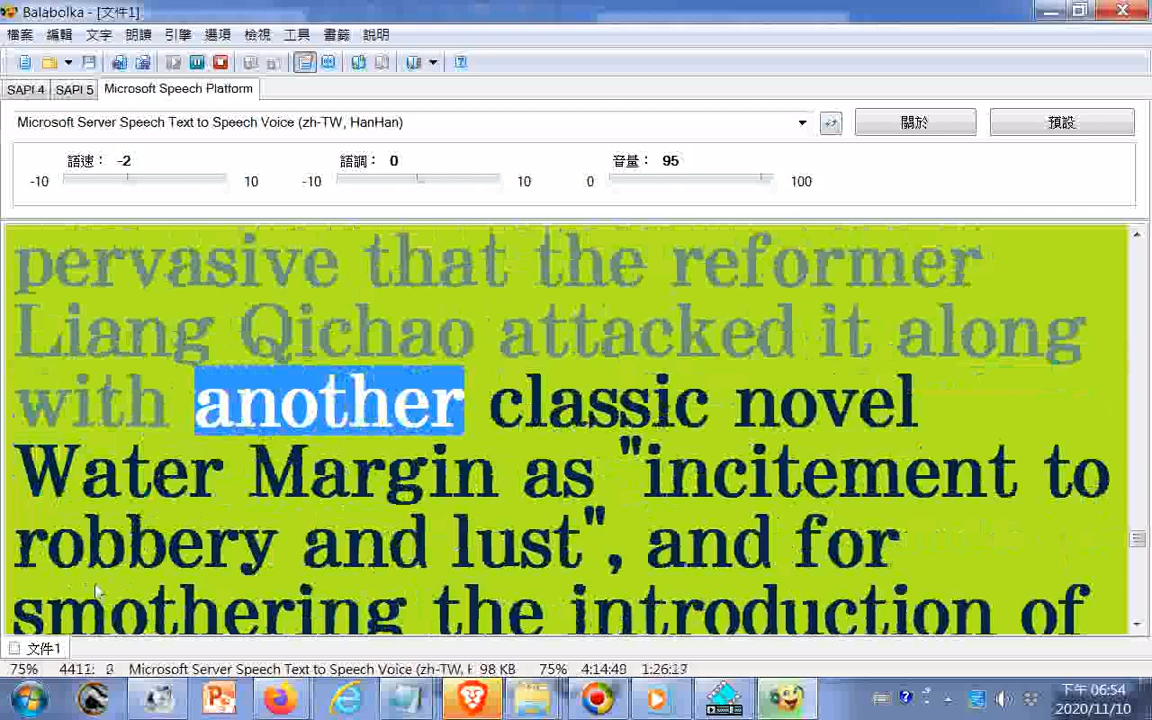 Balabolka - [文件1]
檔案 編輯 文字 朗讀 引擎 選項 檢視 工具 書籤 說明
SAPI 4 SAPI 5 Microsoft Speech Platform
Microsoft Server Speech Text to Speech Voice (zh-TW, HanHan) 關於 預設
語速： -2 語調： 0 音量： 95
-10 10 -10 10 0 100
pervasive that the reformer
Liang Qichao attacked it along
with another classic novel
Water Margin as "incitement to
robbery and lust", and for
smothering the introduction of
文件1
75% 4411: Microsoft Server Speech Text to Speech Voice (zh-TW, 98 KB 75% 4:14:49
下午 06:54
2020/11/10